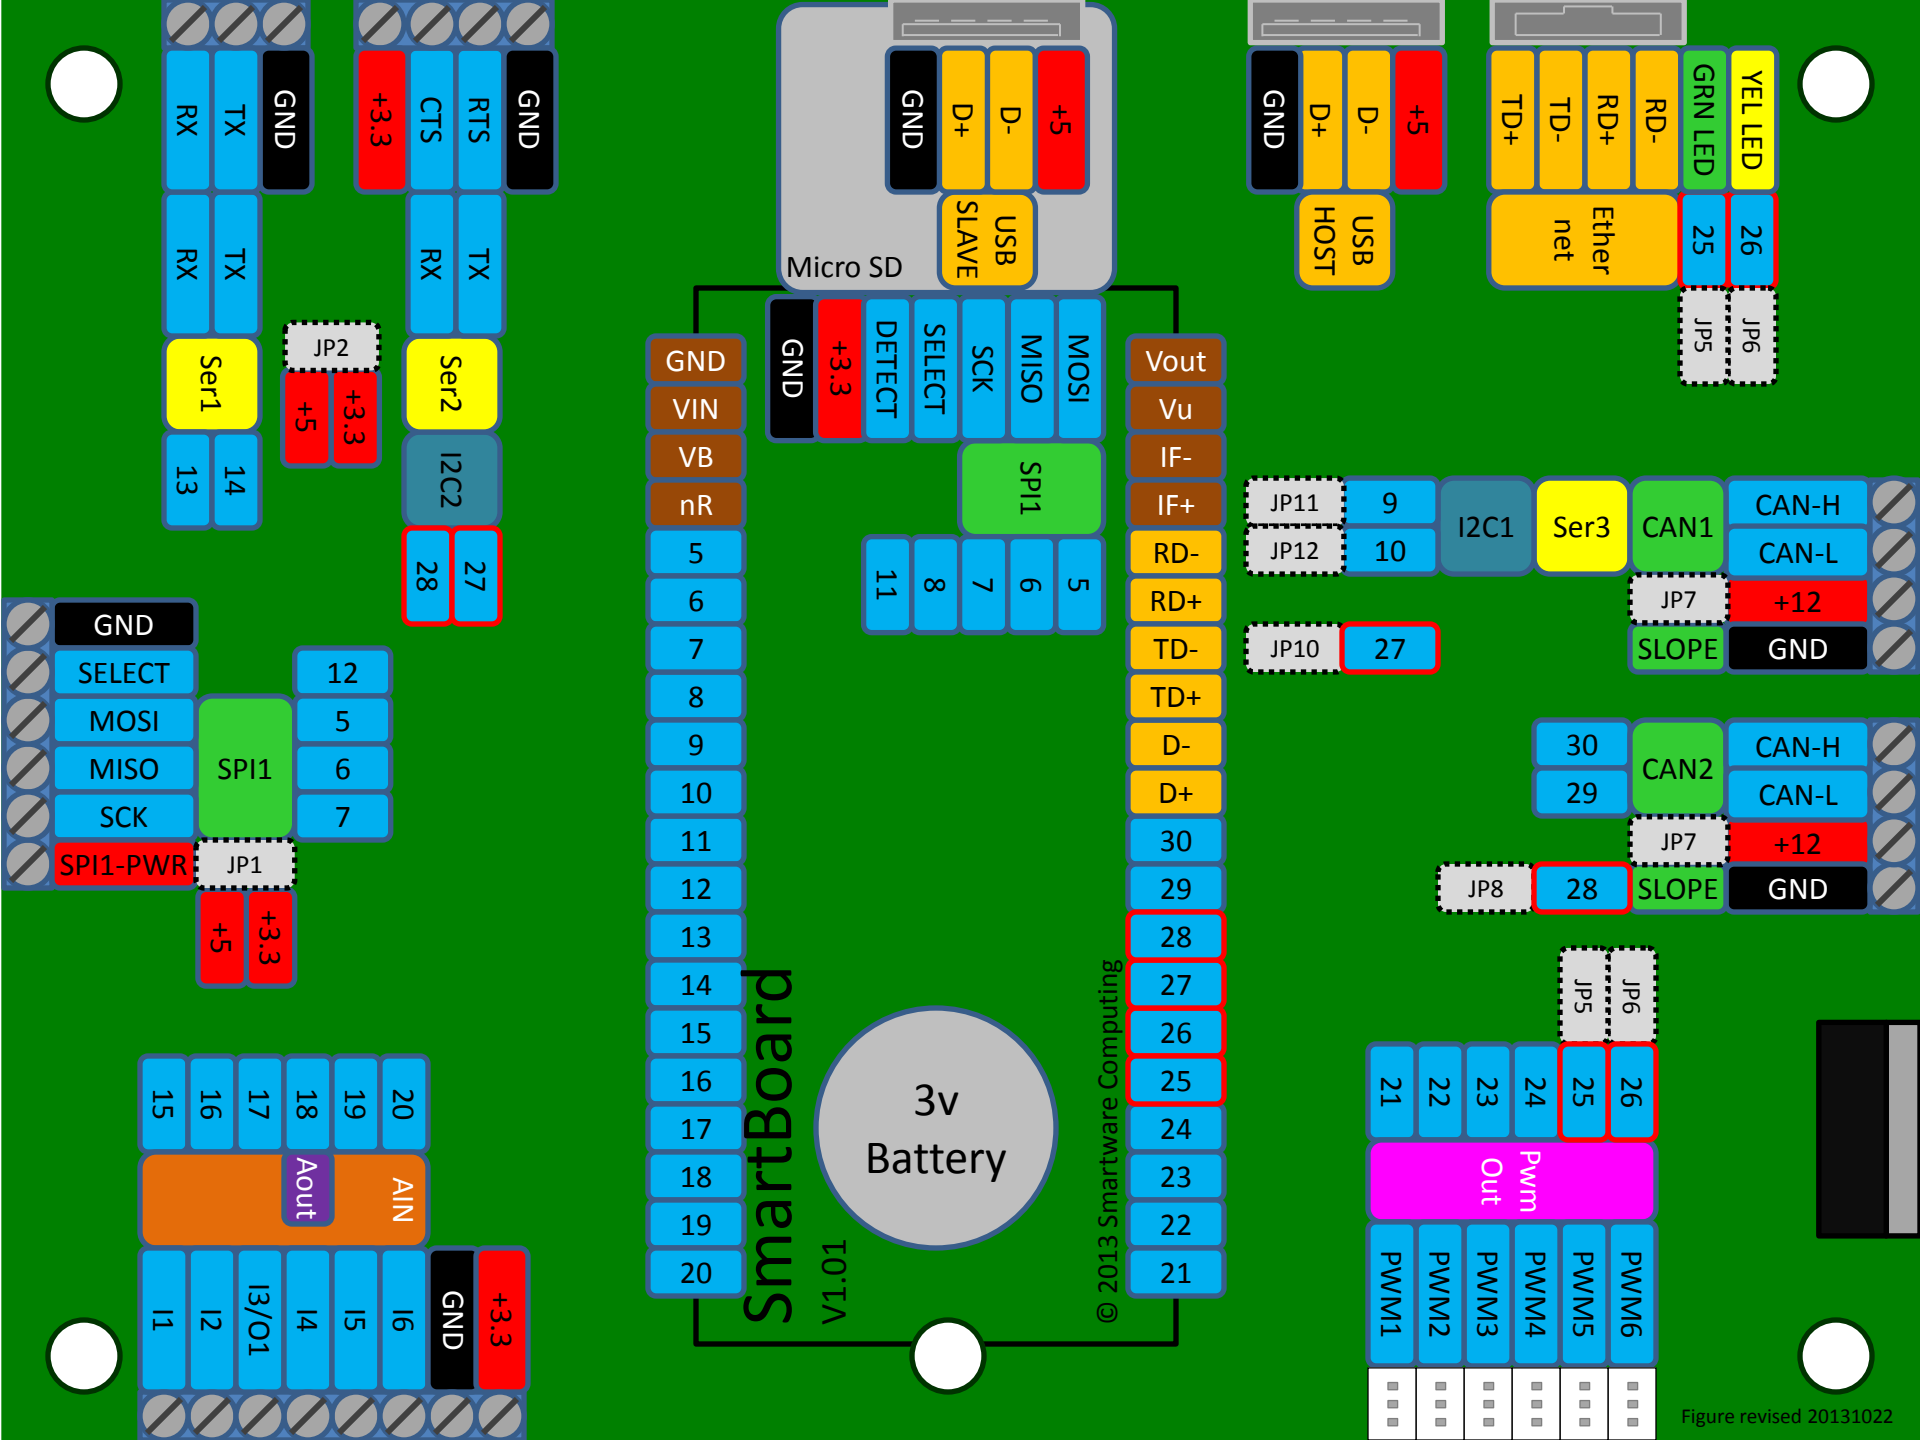 RX
TX
GND
+3.3
CTS
RTS
GND
RX
TX
RX
TX
Ser1
JP2
+5
+3.3
Ser2
13
14
I2C2
28
27
GND
D+
D-
+5
USB
SLAVE
Micro SD
GND
+3.3
DETECT
SELECT
SCK
MISO
MOSI
SPI1
11
8
7
6
5
GND
D+
D-
+5
USB
HOST
TD+
TD-
RD+
RD-
GRN LED
YEL LED
Ether
net
25
26
JP5
JP6
GND
VIN
VB
nR
5
6
7
8
9
10
11
12
13
14
15
16
17
18
19
20
Vout
Vu
IF-
IF+
RD-
RD+
TD-
TD+
D-
D+
30
29
28
27
26
25
24
23
22
21
JP11
9
JP12
10
I2C1
Ser3
CAN1
CAN-H
CAN-L
JP7
+12
JP10
27
SLOPE
GND
30
29
CAN2
CAN-H
CAN-L
JP7
+12
JP8
28
SLOPE
GND
GND
SELECT
12
MOSI
5
MISO
SPI1
6
SCK
7
SPI1-PWR
JP1
+5
+3.3
15
16
17
18
19
20
Aout
AIN
I1
I2
I3/O1
I4
I5
I6
GND
+3.3
SmartBoard
V1.01
3v
Battery
© 2013 Smartware Computing
JP5
JP6
21
22
23
24
25
26
Pwm
Out
PWM1
PWM2
PWM3
PWM4
PWM5
PWM6
Figure revised 20131022